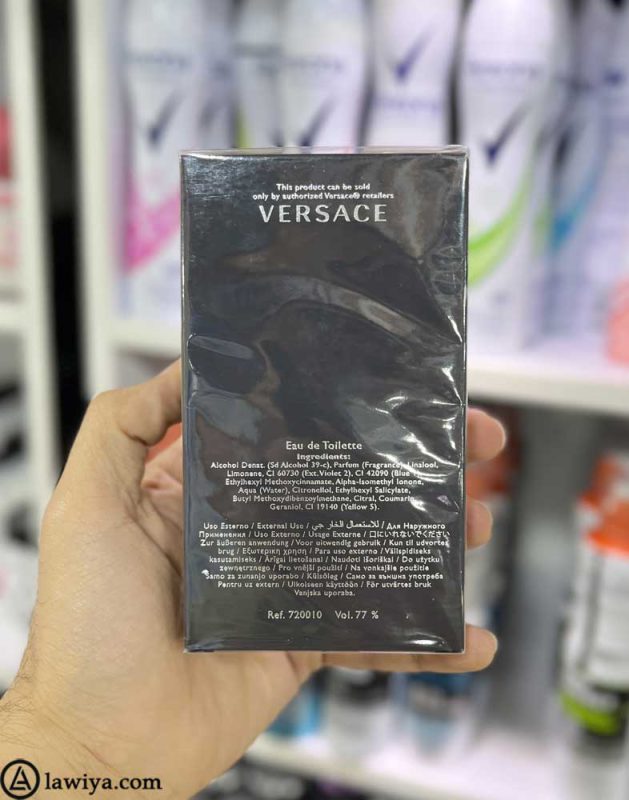 This product can be sold
only by authorized Versace® retailers
VERSACE
Eau de Toilette
Ingredients:
Alcohol Denat. (Sd Alcohol 39-c), Parfum (Fragrance), Linalool,
Limonene, CI 60730 (Ext.Violet 2), CI 42090 (Blue 1),
Ethylhexyl Methoxycinnamate, Alpha-Isomethyl Ionone,
Aqua (Water), Citronellol, Ethylhexyl Salicylate,
Butyl Methoxydibenzoylmethane, Citral, Coumarin,
Geraniol, CI 19140 (Yellow 5).
Uso Esterno / External Use / للاستعمال الخارجي / Для Наружного
Применения / Uso Externo / Usage Externe / 口にいれないでください
Zur äußeren anwendung / Voor uitwendig gebruik / Kun til udvortes
brug / Εξωτερική χρηση / Para uso externo / Välispidiseks
kasutamiseks / Ārīgai lietošanai / Naudoti išoriškai / Do użytku
zewnętrznego / Pro vnější použití / Na vonkajšie použitie
Samo za zunanjo uporabo / Külsőleg / Само за външна употреба
Pentru uz extern / Ulkoiseen käyttöön / För utvärtes bruk
Vanjska uporaba.
Ref. 720010 Vol. 77 %
lawiya.com